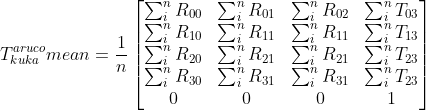 T_{kuka}^{aruco}mean = \frac{1}{n} \begin{bmatrix} \sum_i^n R_{00} & \sum_i^n R_{01} & \sum_i^n R_{02} & \sum_i^n T_{03} \\
\sum_i^n R_{10} & \sum_i^n R_{11} & \sum_i^n R_{11} & \sum_i^n T_{13} \\
\sum_i^n R_{20} & \sum_i^n R_{21} & \sum_i^n R_{21} & \sum_i^n T_{23} \\
\sum_i^n R_{30} & \sum_i^n R_{31} & \sum_i^n R_{31} & \sum_i^n T_{23} \\
0 & 0 & 0 & 1 \end{bmatrix}